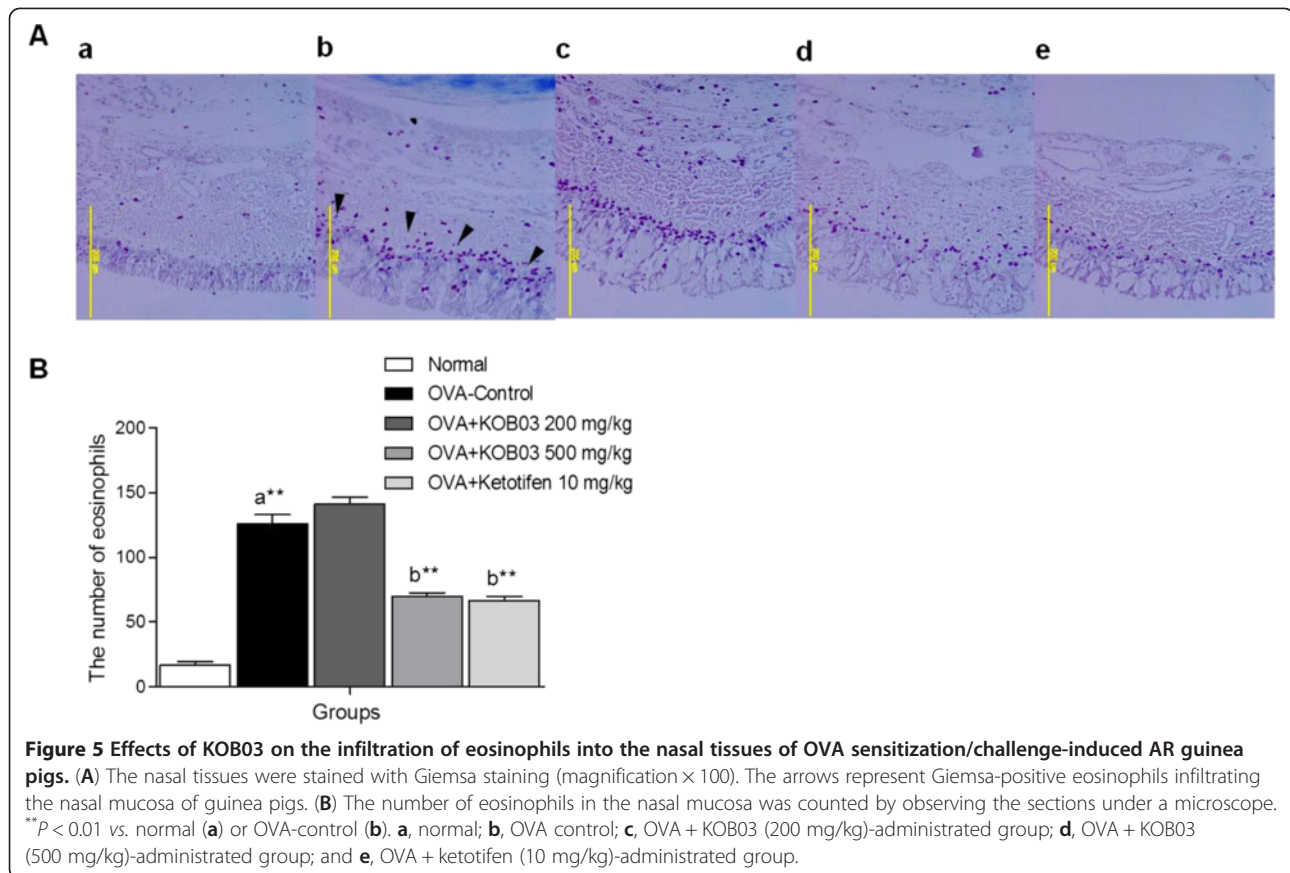 A
a b c d e
B
Normal
OVA-Control
OVA+KOB03 200 mg/kg
OVA+KOB03 500 mg/kg
OVA+Ketotifen 10 mg/kg
The number of eosinophils
200
150
100
50
0
a**
b**
b**
Groups
Figure 5 Effects of KOB03 on the infiltration of eosinophils into the nasal tissues of OVA sensitization/challenge-induced AR guinea
pigs. (A) The nasal tissues were stained with Giemsa staining (magnification × 100). The arrows represent Giemsa-positive eosinophils infiltrating
the nasal mucosa of guinea pigs. (B) The number of eosinophils in the nasal mucosa was counted by observing the sections under a microscope.
**P < 0.01 vs. normal (a) or OVA-control (b). a, normal; b, OVA control; c, OVA + KOB03 (200 mg/kg)-administrated group; d, OVA + KOB03
(500 mg/kg)-administrated group; and e, OVA + ketotifen (10 mg/kg)-administrated group.